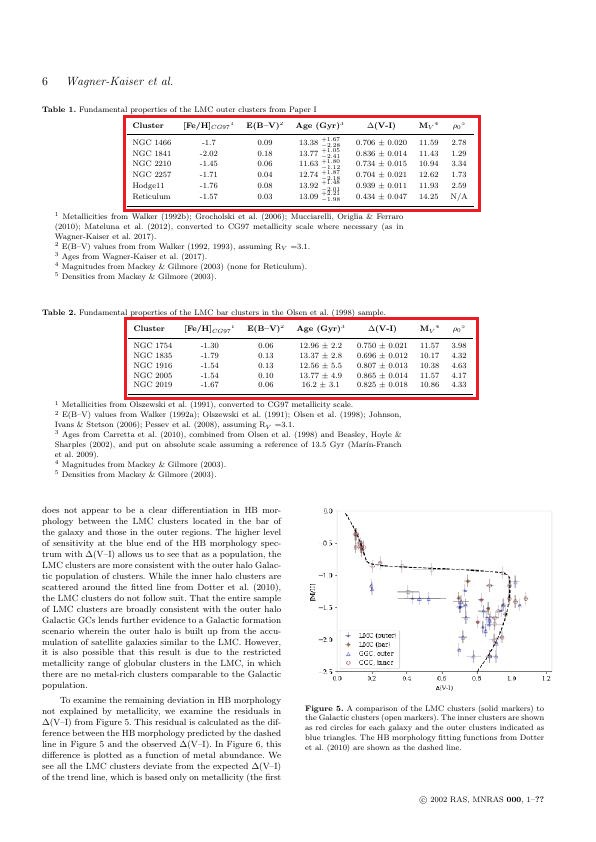 6 Wagner-Kaiser et al.
Table 1. Fundamental properties of the LMC outer clusters from Paper I
Cluster [Fe/H]CG97¹ E(B–V)² Age (Gyr)³ Δ(V-I) MV⁴ ρ0⁵
NGC 1466 -1.7 0.09 13.38 +1.67 −2.28 0.706 ± 0.020 11.59 2.78
NGC 1841 -2.02 0.18 13.77 +1.05 −2.41 0.836 ± 0.014 11.43 1.29
NGC 2210 -1.45 0.06 11.63 +1.80 −1.12 0.734 ± 0.015 10.94 3.34
NGC 2257 -1.71 0.04 12.74 +1.87 −2.18 0.704 ± 0.021 12.62 1.73
Hodge11 -1.76 0.08 13.92 +1.48 −2.01 0.939 ± 0.011 11.93 2.59
Reticulum -1.57 0.03 13.09 +2.21 −1.98 0.434 ± 0.047 14.25 N/A
¹ Metallicities from Walker (1992b); Grocholski et al. (2006); Mucciarelli, Origlia & Ferraro
(2010); Mateluna et al. (2012), converted to CG97 metallicity scale where necessary (as in
Wagner-Kaiser et al. 2017).
² E(B–V) values from from Walker (1992, 1993), assuming RV =3.1.
³ Ages from Wagner-Kaiser et al. (2017).
⁴ Magnitudes from Mackey & Gilmore (2003) (none for Reticulum).
⁵ Densities from Mackey & Gilmore (2003).
Table 2. Fundamental properties of the LMC bar clusters in the Olsen et al. (1998) sample.
Cluster [Fe/H]CG97¹ E(B–V)² Age (Gyr)³ Δ(V-I) MV⁴ ρ0⁵
NGC 1754 -1.30 0.06 12.96 ± 2.2 0.750 ± 0.021 11.57 3.98
NGC 1835 -1.79 0.13 13.37 ± 2.8 0.696 ± 0.012 10.17 4.32
NGC 1916 -1.54 0.13 12.56 ± 5.5 0.807 ± 0.013 10.38 4.63
NGC 2005 -1.54 0.10 13.77 ± 4.9 0.865 ± 0.014 11.57 4.17
NGC 2019 -1.67 0.06 16.2 ± 3.1 0.825 ± 0.018 10.86 4.33
¹ Metallicities from Olszewski et al. (1991), converted to CG97 metallicity scale.
² E(B–V) values from Walker (1992a); Olszewski et al. (1991); Olsen et al. (1998); Johnson,
Ivans & Stetson (2006); Pessev et al. (2008), assuming RV =3.1.
³ Ages from Carretta et al. (2010), combined from Olsen et al. (1998) and Beasley, Hoyle &
Sharples (2002), and put on absolute scale assuming a reference of 13.5 Gyr (Marín-Franch
et al. 2009).
⁴ Magnitudes from Mackey & Gilmore (2003).
⁵ Densities from Mackey & Gilmore (2003).
does not appear to be a clear differentiation in HB mor-
phology between the LMC clusters located in the bar of
the galaxy and those in the outer regions. The higher level
of sensitivity at the blue end of the HB morphology spec-
trum with Δ(V–I) allows us to see that as a population, the
LMC clusters are more consistent with the outer halo Galac-
tic population of clusters. While the inner halo clusters are
scattered around the fitted line from Dotter et al. (2010),
the LMC clusters do not follow suit. That the entire sample
of LMC clusters are broadly consistent with the outer halo
Galactic GCs lends further evidence to a Galactic formation
scenario wherein the outer halo is built up from the accu-
mulation of satellite galaxies similar to the LMC. However,
it is also possible that this result is due to the restricted
metallicity range of globular clusters in the LMC, in which
there are no metal-rich clusters comparable to the Galactic
population.
To examine the remaining deviation in HB morphology
not explained by metallicity, we examine the residuals in
Δ(V–I) from Figure 5. This residual is calculated as the dif-
ference between the HB morphology predicted by the dashed
line in Figure 5 and the observed Δ(V–I). In Figure 6, this
difference is plotted as a function of metal abundance. We
see all the LMC clusters deviate from the expected Δ(V–I)
of the trend line, which is based only on metallicity (the first
0.0
−0.5
−1.0
−1.5
−2.0
−2.5
[M/H]
LMC (outer)
LMC (bar)
GGC, outer
GGC, inner
0.0 0.2 0.4 0.6 0.8 1.0 1.2
Δ(V-I)
Figure 5. A comparison of the LMC clusters (solid markers) to
the Galactic clusters (open markers). The inner clusters are shown
as red circles for each galaxy and the outer clusters indicated as
blue triangles. The HB morphology fitting functions from Dotter
et al. (2010) are shown as the dashed line.
© 2002 RAS, MNRAS 000, 1–??